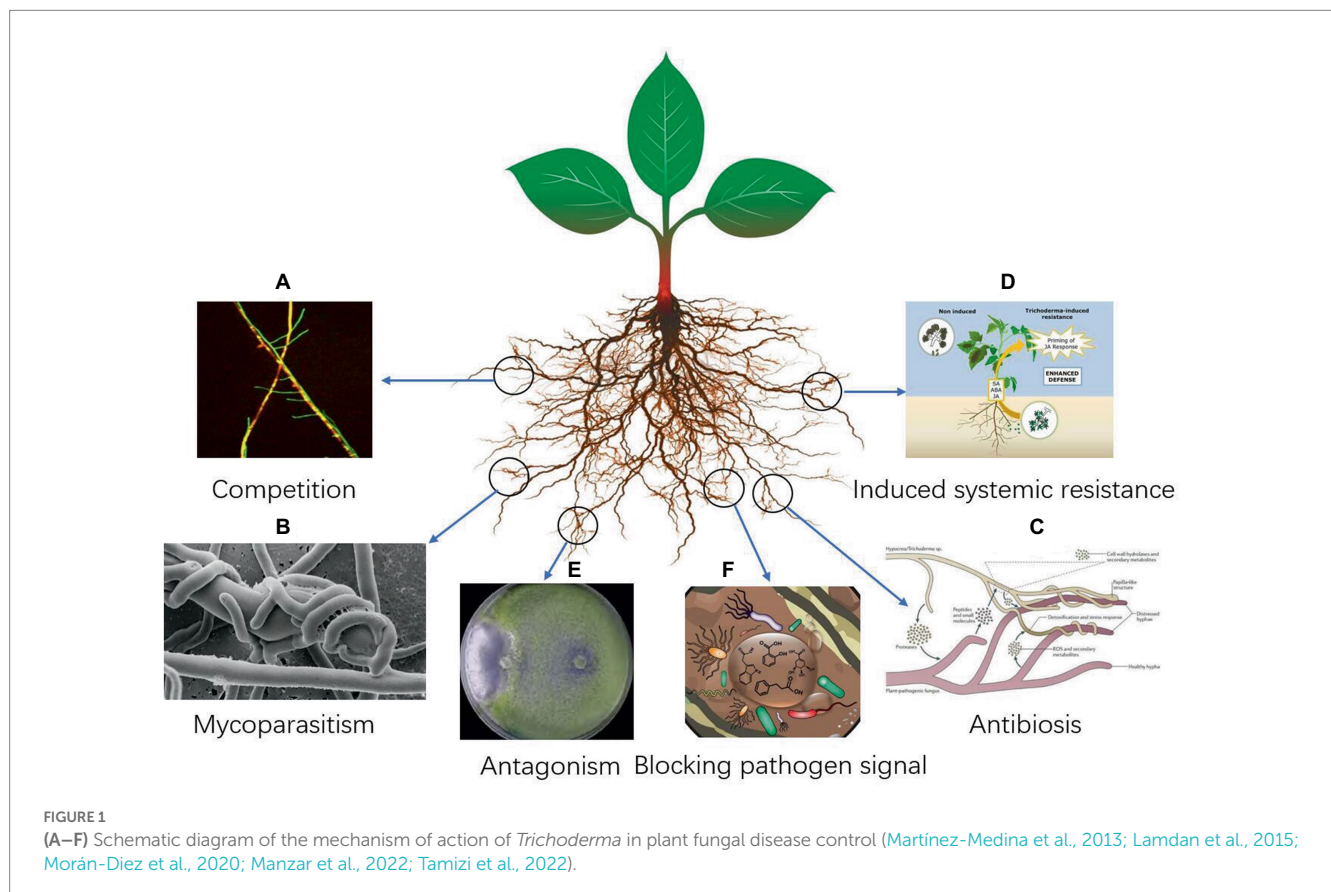 A
Competition
B
Mycoparasitism
E
Antagonism
F
Blocking pathogen signal
OH
OH
OH
D
Non induced
Trichoderma-induced
resistance
Priming of
JA Response
ENHANCED
DEFENSE
SA
ABA
JA
Induced systemic resistance
C
Hypocrea/Trichoderma sp.
Cell wall hydrolases and
secondary metabolites
Papilla-like
structure
Peptides
and small
molecules
Distressed
hyphae
Detoxification and stress response
Proteases
ROS and secondary
metabolites
Healthy hypha
Plant-pathogenic fungus
Antibiosis
FIGURE 1
(A–F) Schematic diagram of the mechanism of action of Trichoderma in plant fungal disease control (Martínez-Medina et al., 2013; Lamdan et al., 2015;
Morán-Diez et al., 2020; Manzar et al., 2022; Tamizi et al., 2022).